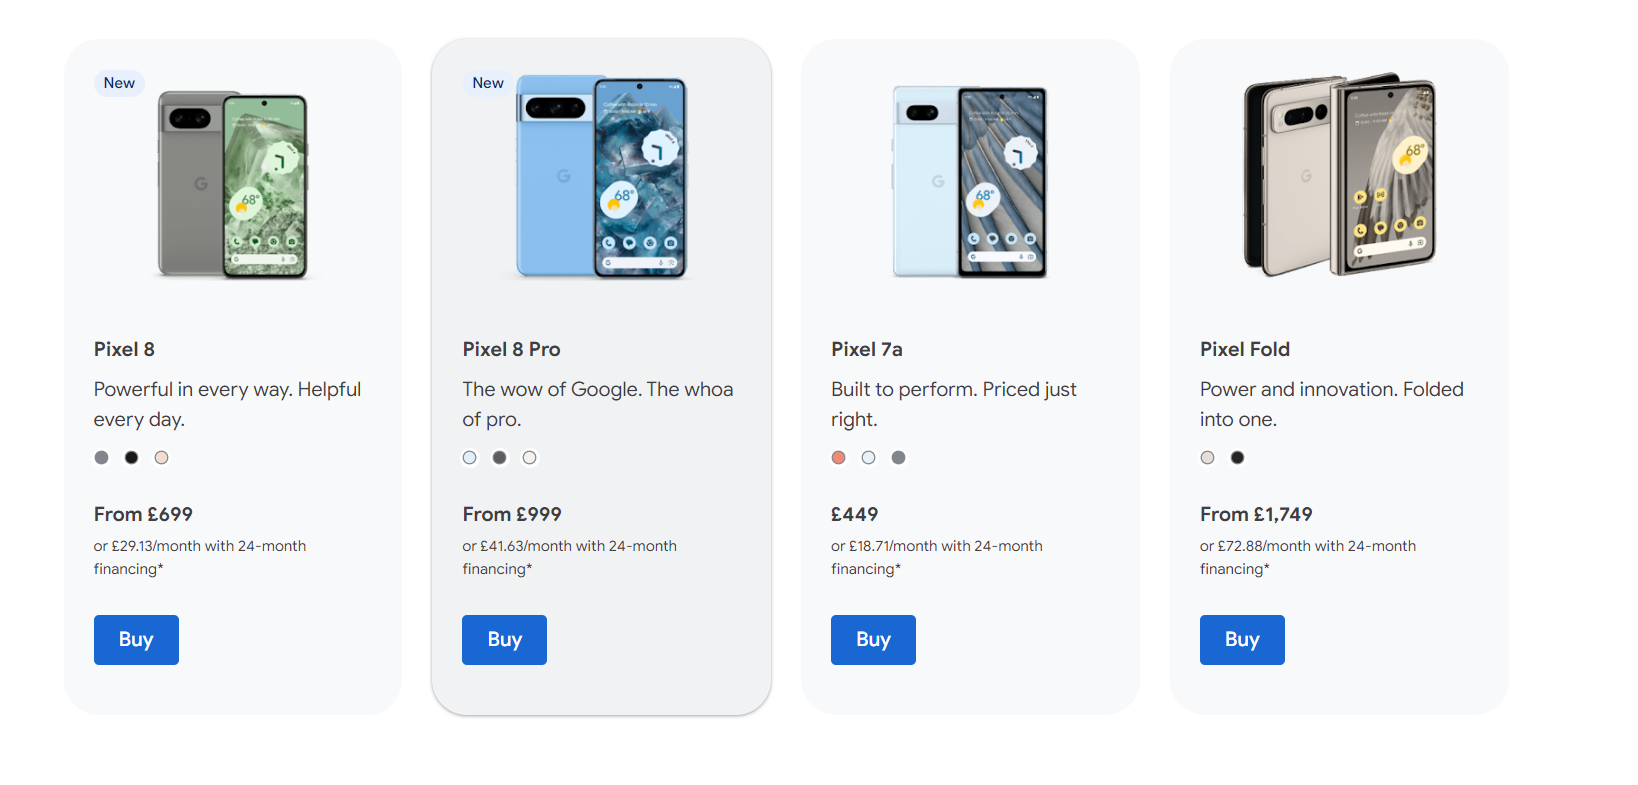 New
68°
Pixel 8
Powerful in every way. Helpful
every day.
From £699
or £29.13/month with 24-month
financing*
Buy
New
68°
Pixel 8 Pro
The wow of Google. The whoa
of pro.
From £999
or £41.63/month with 24-month
financing*
Buy
68°
Pixel 7a
Built to perform. Priced just
right.
£449
or £18.71/month with 24-month
financing*
Buy
68°
Pixel Fold
Power and innovation. Folded
into one.
From £1,749
or £72.88/month with 24-month
financing*
Buy